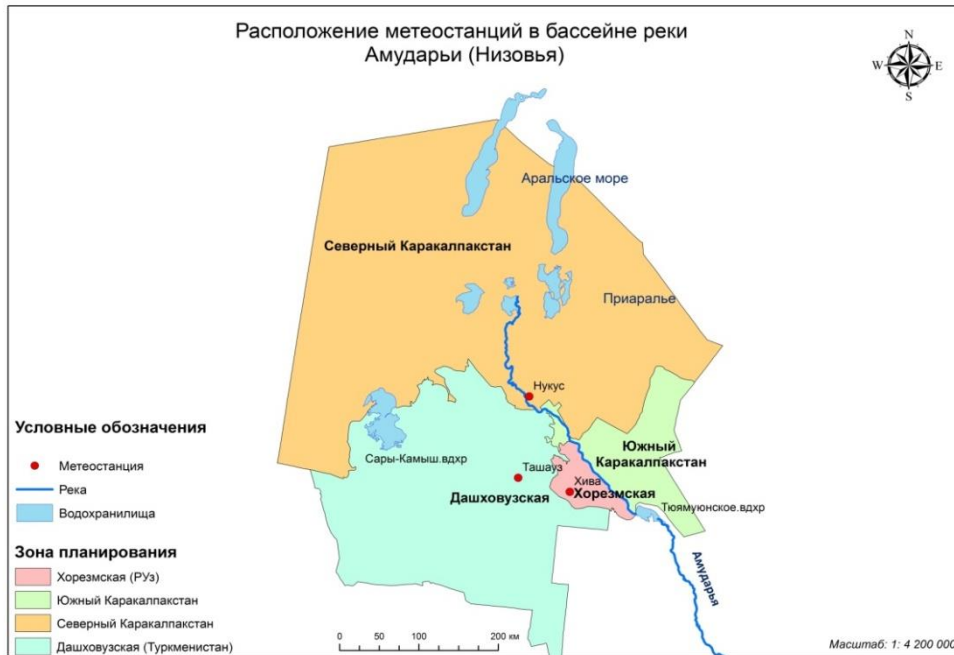 Расположение метеостанций в бассейне реки
Амударьи (Низовья)
N
W
E
S
Аральское море
Северный Каракалпакстан
Приаралье
Нукус
Южный
Каракалпакстан
Сары-Камыш.вдхр
Ташауз
Хива
Дашховузская
Хорезмская
Тюямуюнское.вдхр
Амударья
Условные обозначения
Метеостанция
Река
Водохранилища
Зона планирования
Хорезмская (РУз)
Южный Каракалпакстан
Северный Каракалпакстан
Дашховузская (Туркменистан)
0 50 100 200 км
Масштаб: 1: 4 200 000